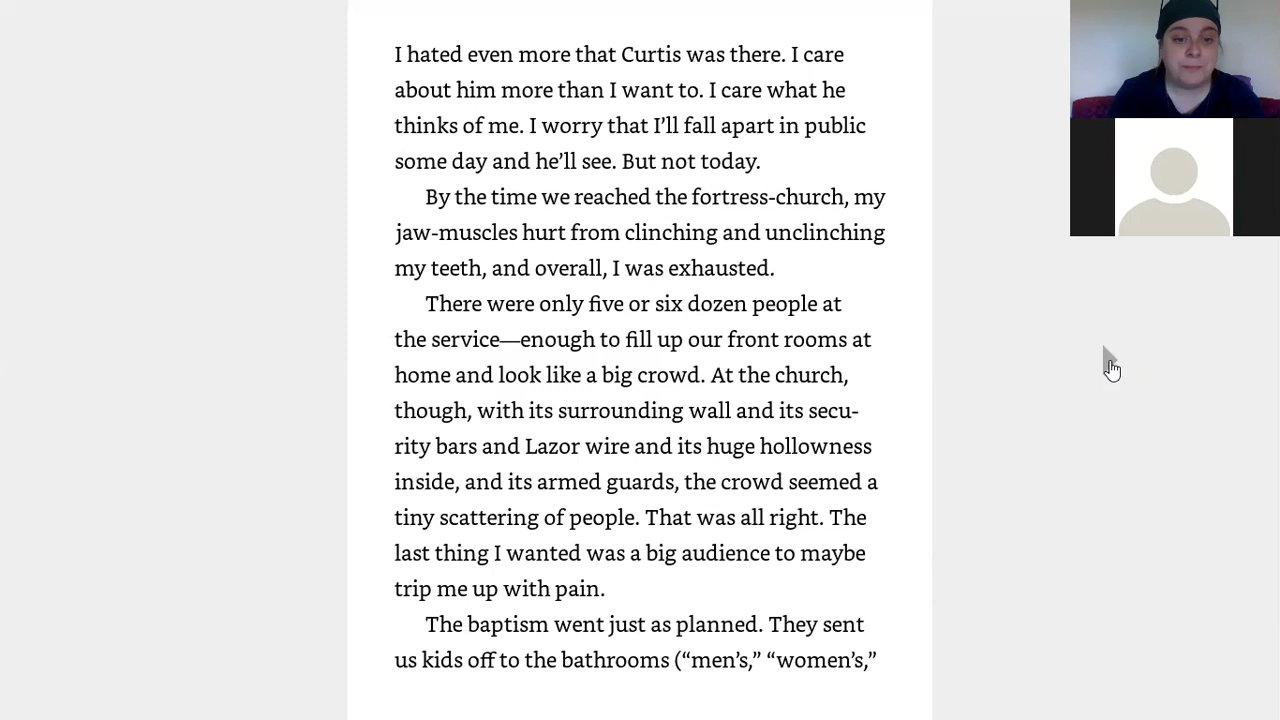 I hated even more that Curtis was there. I care
about him more than I want to. I care what he
thinks of me. I worry that I’ll fall apart in public
some day and he’ll see. But not today.
By the time we reached the fortress-church, my
jaw-muscles hurt from clinching and unclinching
my teeth, and overall, I was exhausted.
There were only five or six dozen people at
the service—enough to fill up our front rooms at
home and look like a big crowd. At the church,
though, with its surrounding wall and its secu-
rity bars and Lazor wire and its huge hollowness
inside, and its armed guards, the crowd seemed a
tiny scattering of people. That was all right. The
last thing I wanted was a big audience to maybe
trip me up with pain.
The baptism went just as planned. They sent
us kids off to the bathrooms (“men’s,” “women’s,”